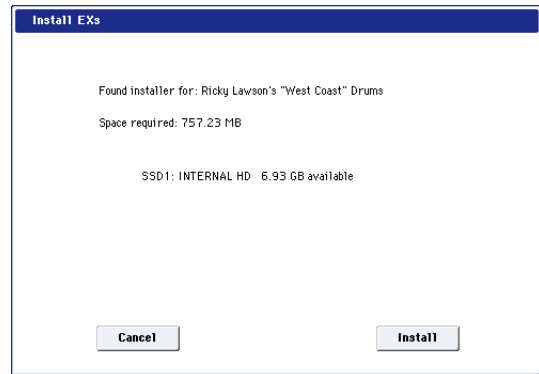 Install EXs
Found installer for: Ricky Lawson's "West Coast" Drums
Space required: 757.23 MB
SSD1: INTERNAL HD 6.93 GB available
Cancel Install